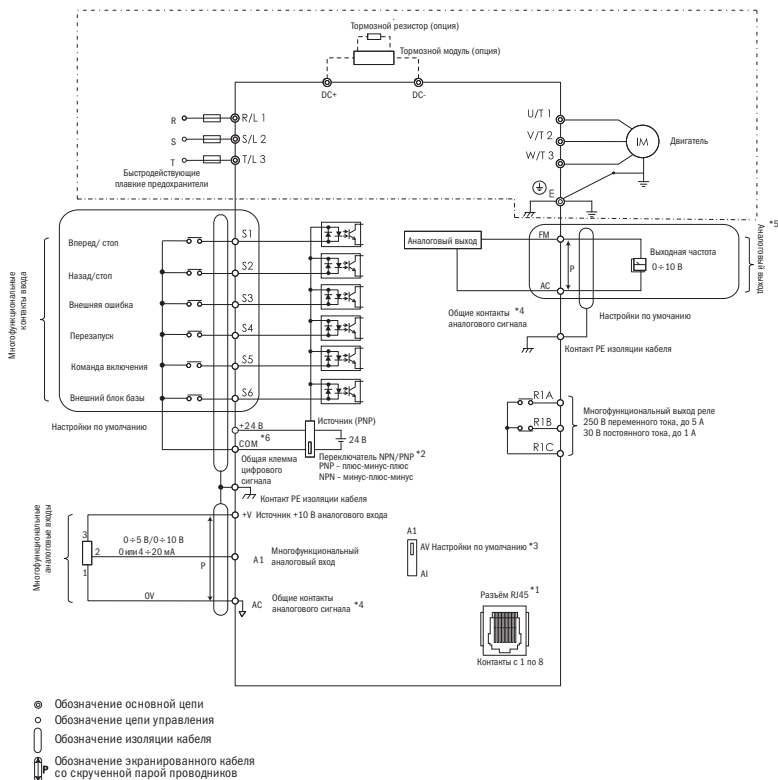 Тормозной резистор (опция)
Тормозной модуль (опция)
DC+
DC-
R
R/L 1
S
S/L 2
T
T/L 3
Быстродействующие
плавкие предохранители
U/T 1
V/T 2
W/T 3
IM
Двигатель
E
Многофункциональные
контакты ввода
Вперед/ стоп
S1
Назад/стоп
S2
Внешняя ошибка
S3
Перезапуск
S4
Команда включения
S5
Внешний блок базы
S6
Настройки по умолчанию
+24 В
COM
*6
Общая клемма
цифрового
сигнала
Источник (PNP)
24 В
Переключатель NPN/PNP *2
PNP – плюс-минус-плюс
NPN – минус-плюс-минус
Контакт PE изоляции кабеля
Аналоговый выход
FM
P
AC
Выходная частота
0÷10 В
Аналоговый выход
*5
Общие контакты *4
аналогового сигнала
Настройки по умочанию
Контакт PE изоляции кабеля
R1A
R1B
R1C
Многофункциональный выход реле
250 В переменного тока, до 5 А
30 В постоянного тока, до 1 А
Многофункциональные
аналоговые входы
+V Источник +10 В аналогового входа
3
2
1
0÷5 В/0÷10 В
0 или 4÷20 мА
P
A1
Многофункциональный
аналоговый вход
0V
AC
Общие контакты
аналогового сигнала *4
A1
AV Настройки по умолчанию *3
AI
Разъём RJ45 *1
Контакты с 1 по 8
Обозначение основной цепи
Обозначение цепи управления
Обозначение изоляции кабеля
P
Обозначение экранированного кабеля
со скрученной парой проводников